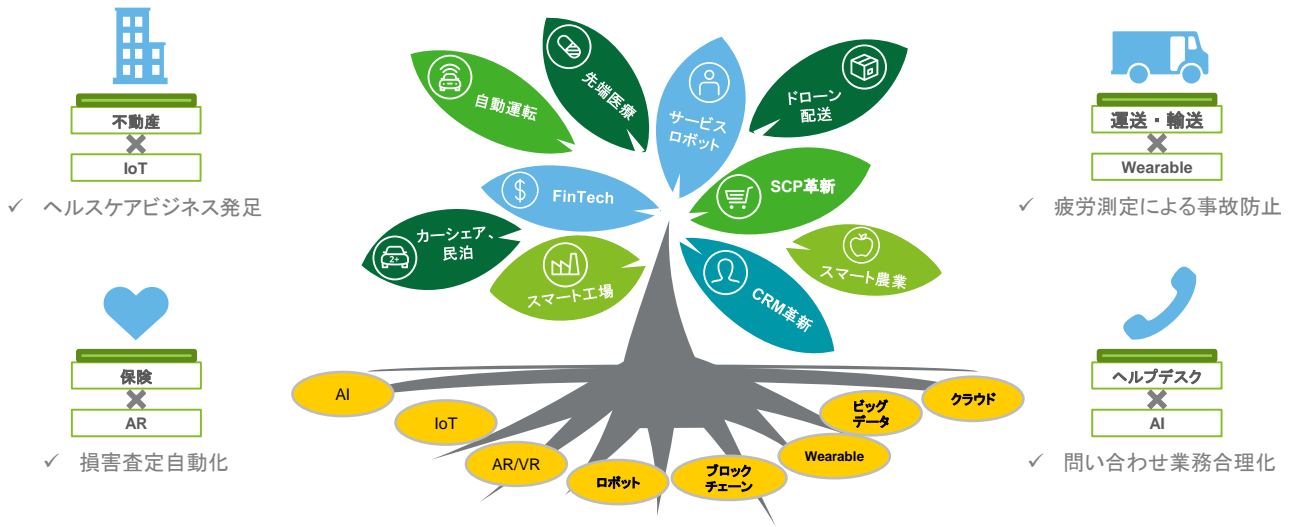 不動産
IoT
✓ ヘルスケアビジネス発足
保険
AR
✓ 損害査定自動化
自動運転
先端医療
サービス
ロボット
ドローン
配送
$
FinTech
SCP革新
カーシェア、
民泊
2+
スマート工場
CRM革新
スマート農業
AI
IoT
AR/VR
ロボット
ブロック
チェーン
Wearable
ビッグ
データ
クラウド
運送・輸送
Wearable
✓ 疲労測定による事故防止
ヘルプデスク
AI
✓ 問い合わせ業務合理化